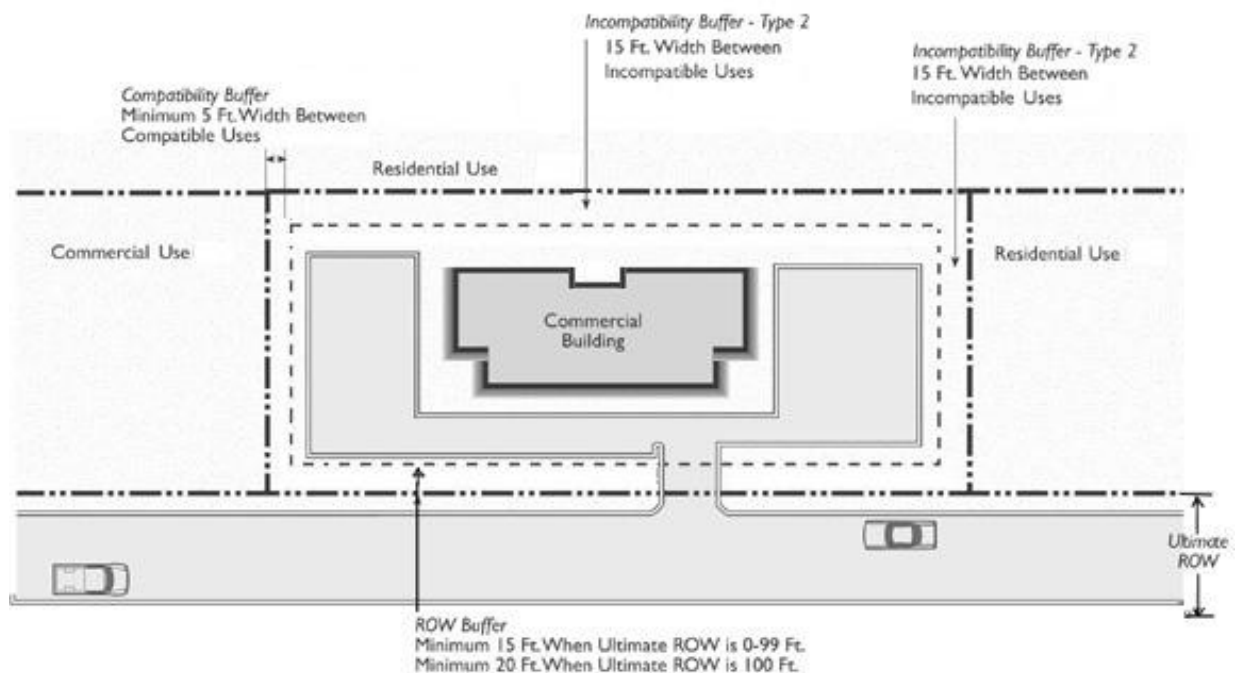 Incompatibility Buffer - Type 2
15 Ft. Width Between
Incompatible Uses
Incompatibility Buffer - Type 2
15 Ft. Width Between
Incompatible Uses
Compatibility Buffer
Minimum 5 Ft. Width Between
Compatible Uses
Residential Use
Commercial Use
Residential Use
Commercial
Building
Ultimate
ROW
ROW Buffer
Minimum 15 Ft. When Ultimate ROW is 0-99 Ft.
Minimum 20 Ft. When Ultimate ROW is 100 Ft.